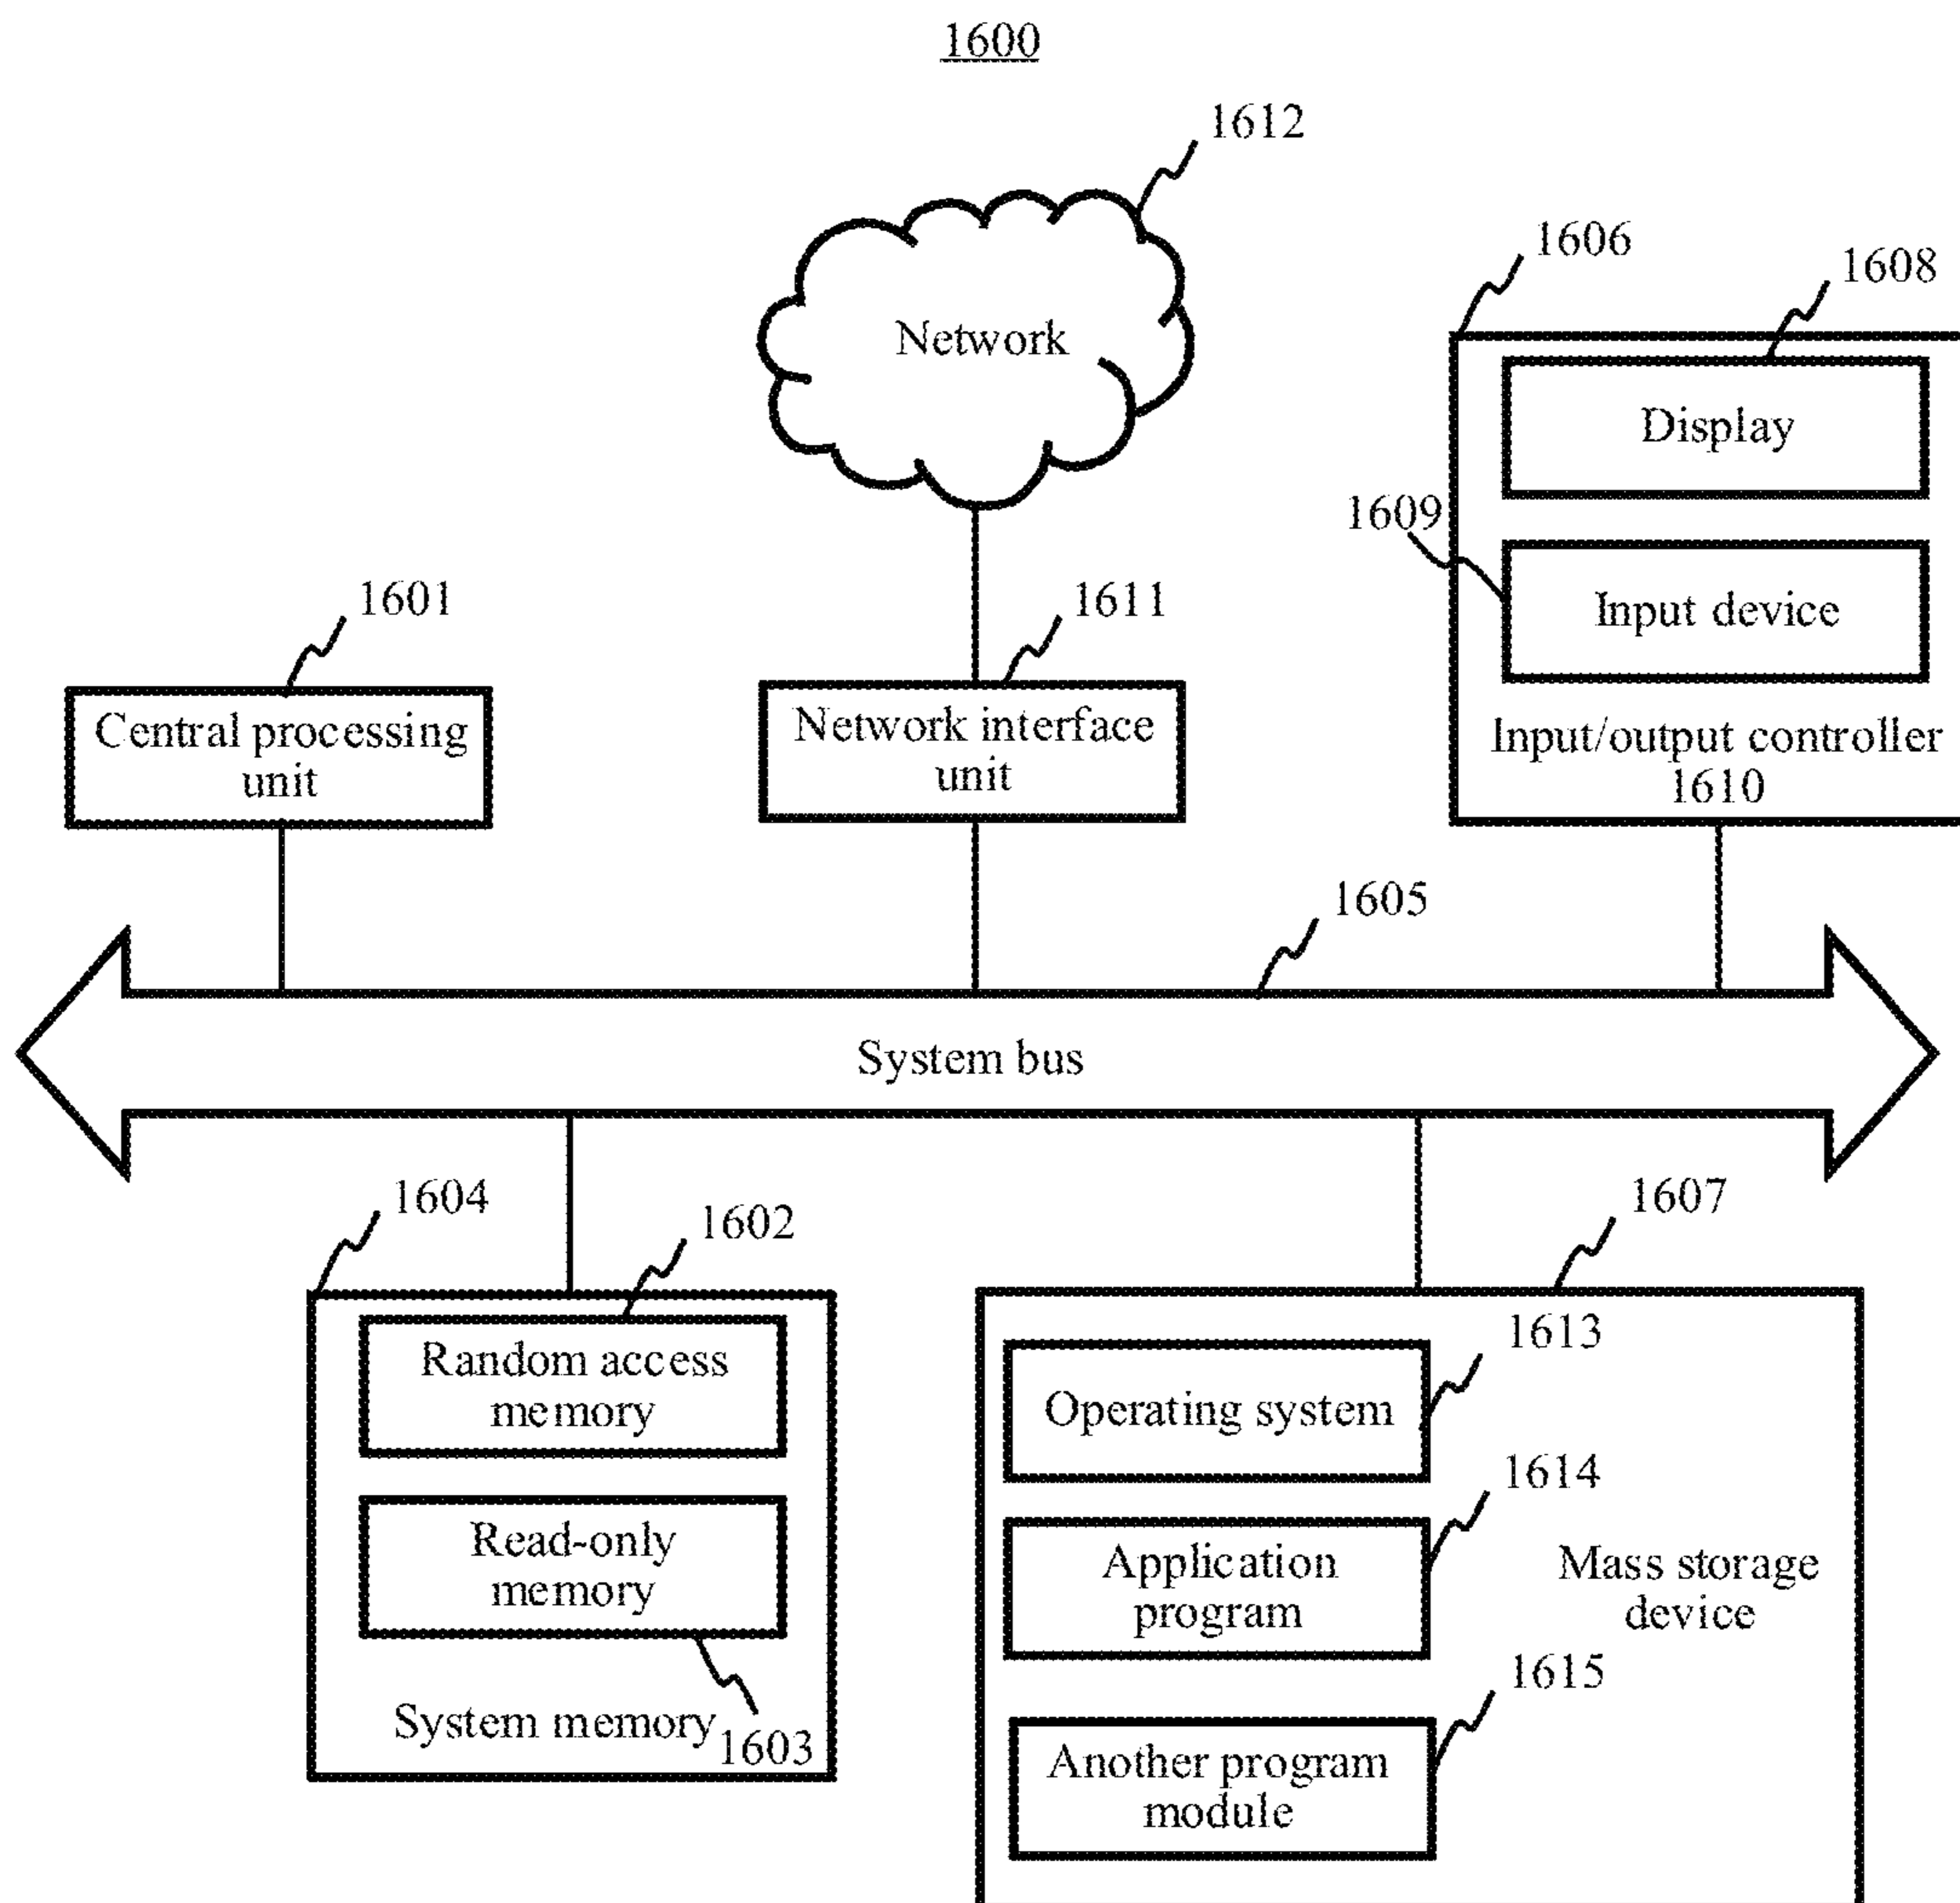 1600
1612
Network
1606
1608
Display
1609
Input device
Input/output controller
1610
1601
Central processing
unit
1611
Network interface
unit
1605
System bus
1604
1602
Random access
memory
Read-only
memory
System memory
1603
1607
1613
Operating system
1614
Application
program
Mass storage
device
1615
Another program
module